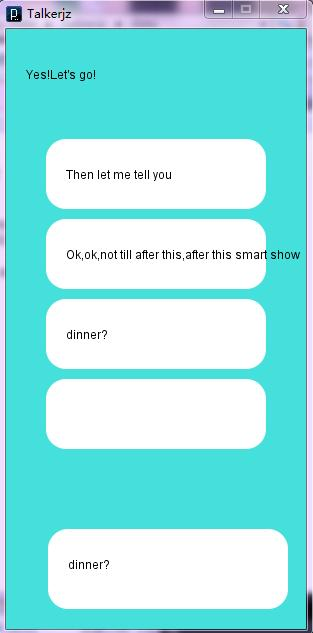 Talkerjz
Yes!Let's go!
Then let me tell you
Ok,ok,not till after this,after this smart show
dinner?
dinner?